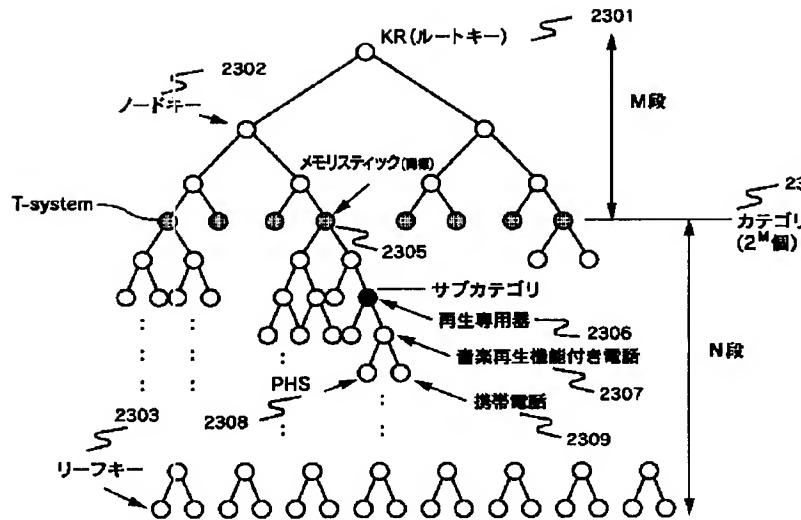 KR(ルートキー)
2301
2302
M段
ノードキー
メモリスティック
T-system
2305
カテゴリ
(2^M個)
サブカテゴリ
再生専用器
2306
N段
音楽再生機能付き電話
PHS
2307
2303
2308
携帯電話
2309
リーフキー